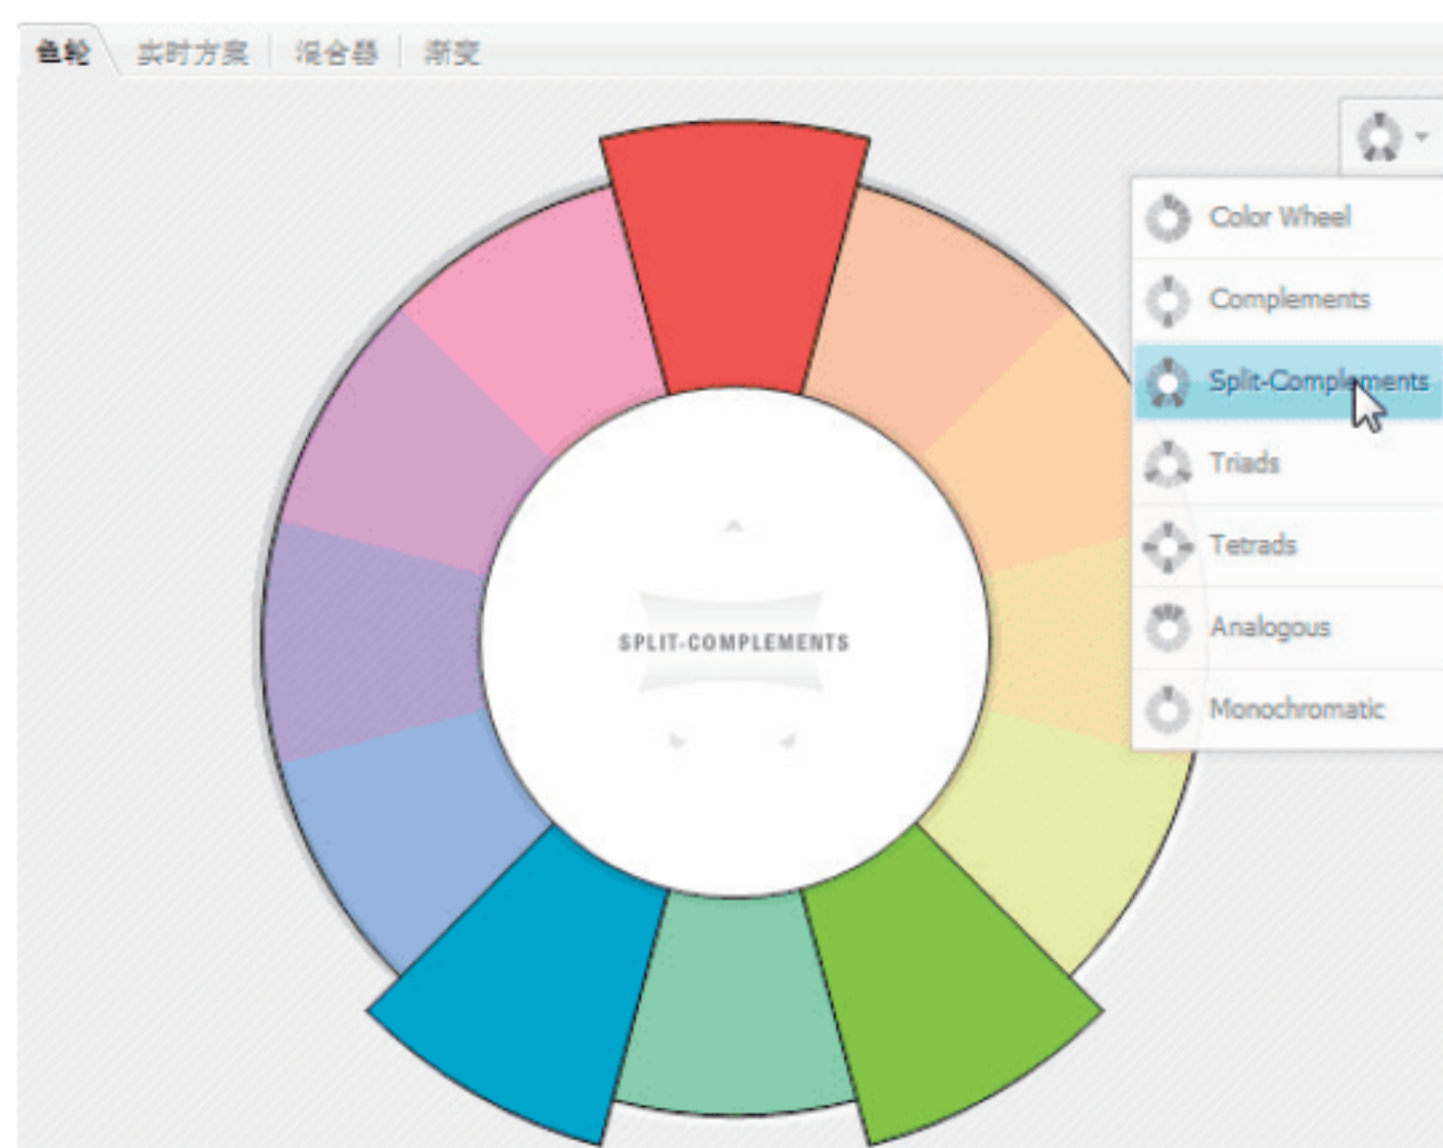 色轮 实时方案 混合器 渐变
Color Wheel
Complements
Split-Complements
Triads
Tetrads
Analogous
Monochromatic
SPLIT-COMPLEMENTS